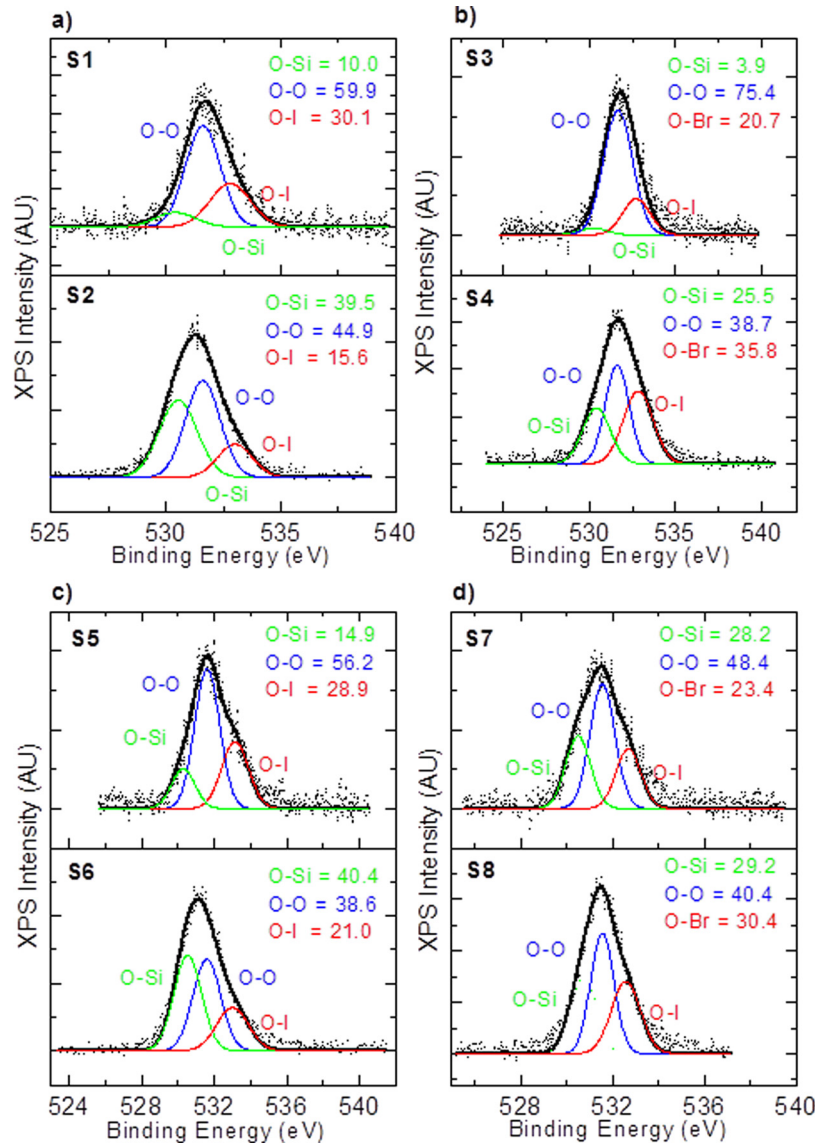 a)
S1
O-Si = 10.0
O-O = 59.9
O-I = 30.1
O-O
O-I
O-Si
S2
O-Si = 39.5
O-O = 44.9
O-I = 15.6
O-O
O-I
O-Si
XPS Intensity (AU)
525 530 535 540
Binding Energy (eV)
b)
S3
O-Si = 3.9
O-O = 75.4
O-Br = 20.7
O-O
O-I
O-Si
S4
O-Si = 25.5
O-O = 38.7
O-Br = 35.8
O-O
O-I
O-Si
XPS Intensity (AU)
525 530 535 540
Binding Energy (eV)
c)
S5
O-Si = 14.9
O-O = 56.2
O-I = 28.9
O-O
O-Si
O-I
S6
O-Si = 40.4
O-O = 38.6
O-I = 21.0
O-Si
O-O
O-I
XPS Intensity (AU)
524 528 532 536 540
Binding Energy (eV)
d)
S7
O-Si = 28.2
O-O = 48.4
O-Br = 23.4
O-O
O-Si
O-I
S8
O-Si = 29.2
O-O = 40.4
O-Br = 30.4
O-O
O-Si
O-I
XPS Intensity (AU)
528 532 536 540
Binding Energy (eV)